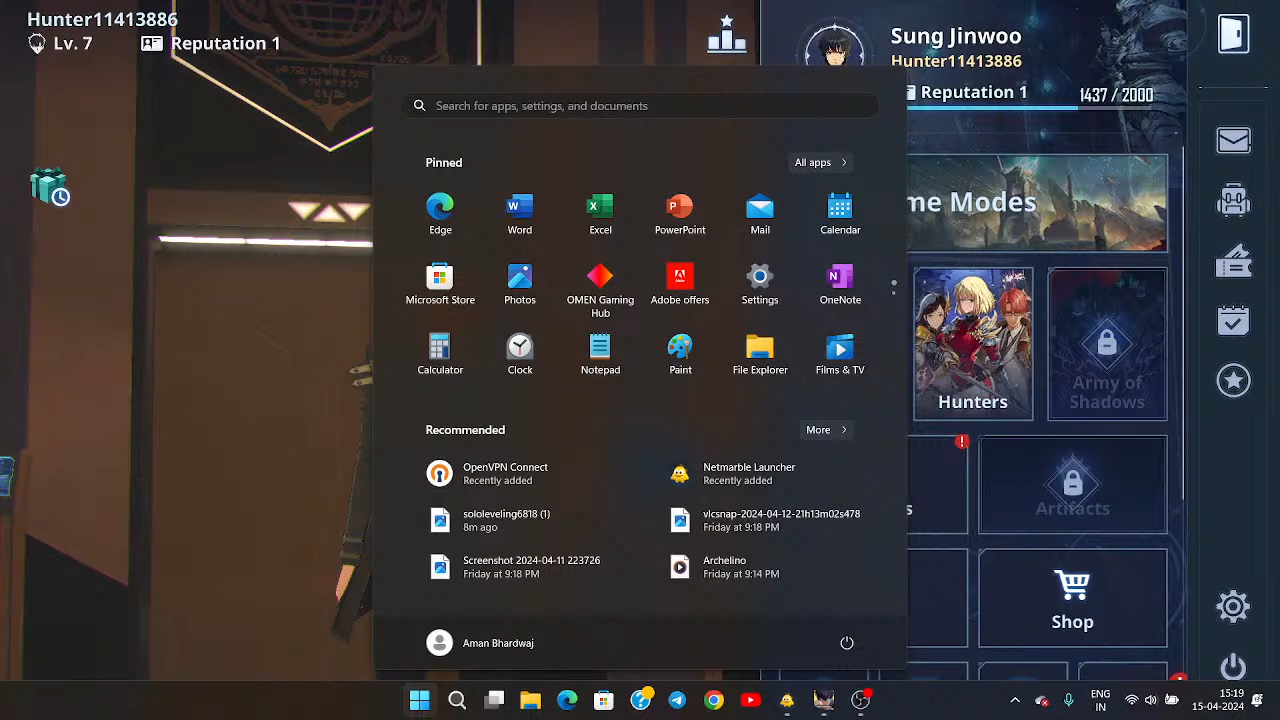 Hunter11413886
Lv. 7
Reputation 1
Sung Jinwoo
Hunter11413886
Reputation 1
1437 / 2000
me Modes
Hunters
Army of
Shadows
s
Artifacts
Shop
Search for apps, settings, and documents
Pinned
All apps
Edge
Word
Excel
PowerPoint
Mail
Calendar
Microsoft Store
Photos
OMEN Gaming
Hub
Adobe offers
Settings
OneNote
Calculator
Clock
Notepad
Paint
File Explorer
Films & TV
Recommended
More
OpenVPN Connect
Recently added
Netmarble Launcher
Recently added
sololeveling6818 (1)
8m ago
vlcsnap-2024-04-12-21h13m02s478
Friday at 9:18 PM
Screenshot 2024-04-11 223726
Friday at 9:18 PM
Archelino
Friday at 9:14 PM
Aman Bhardwaj
ENG
IN
15:19
15-04-2024